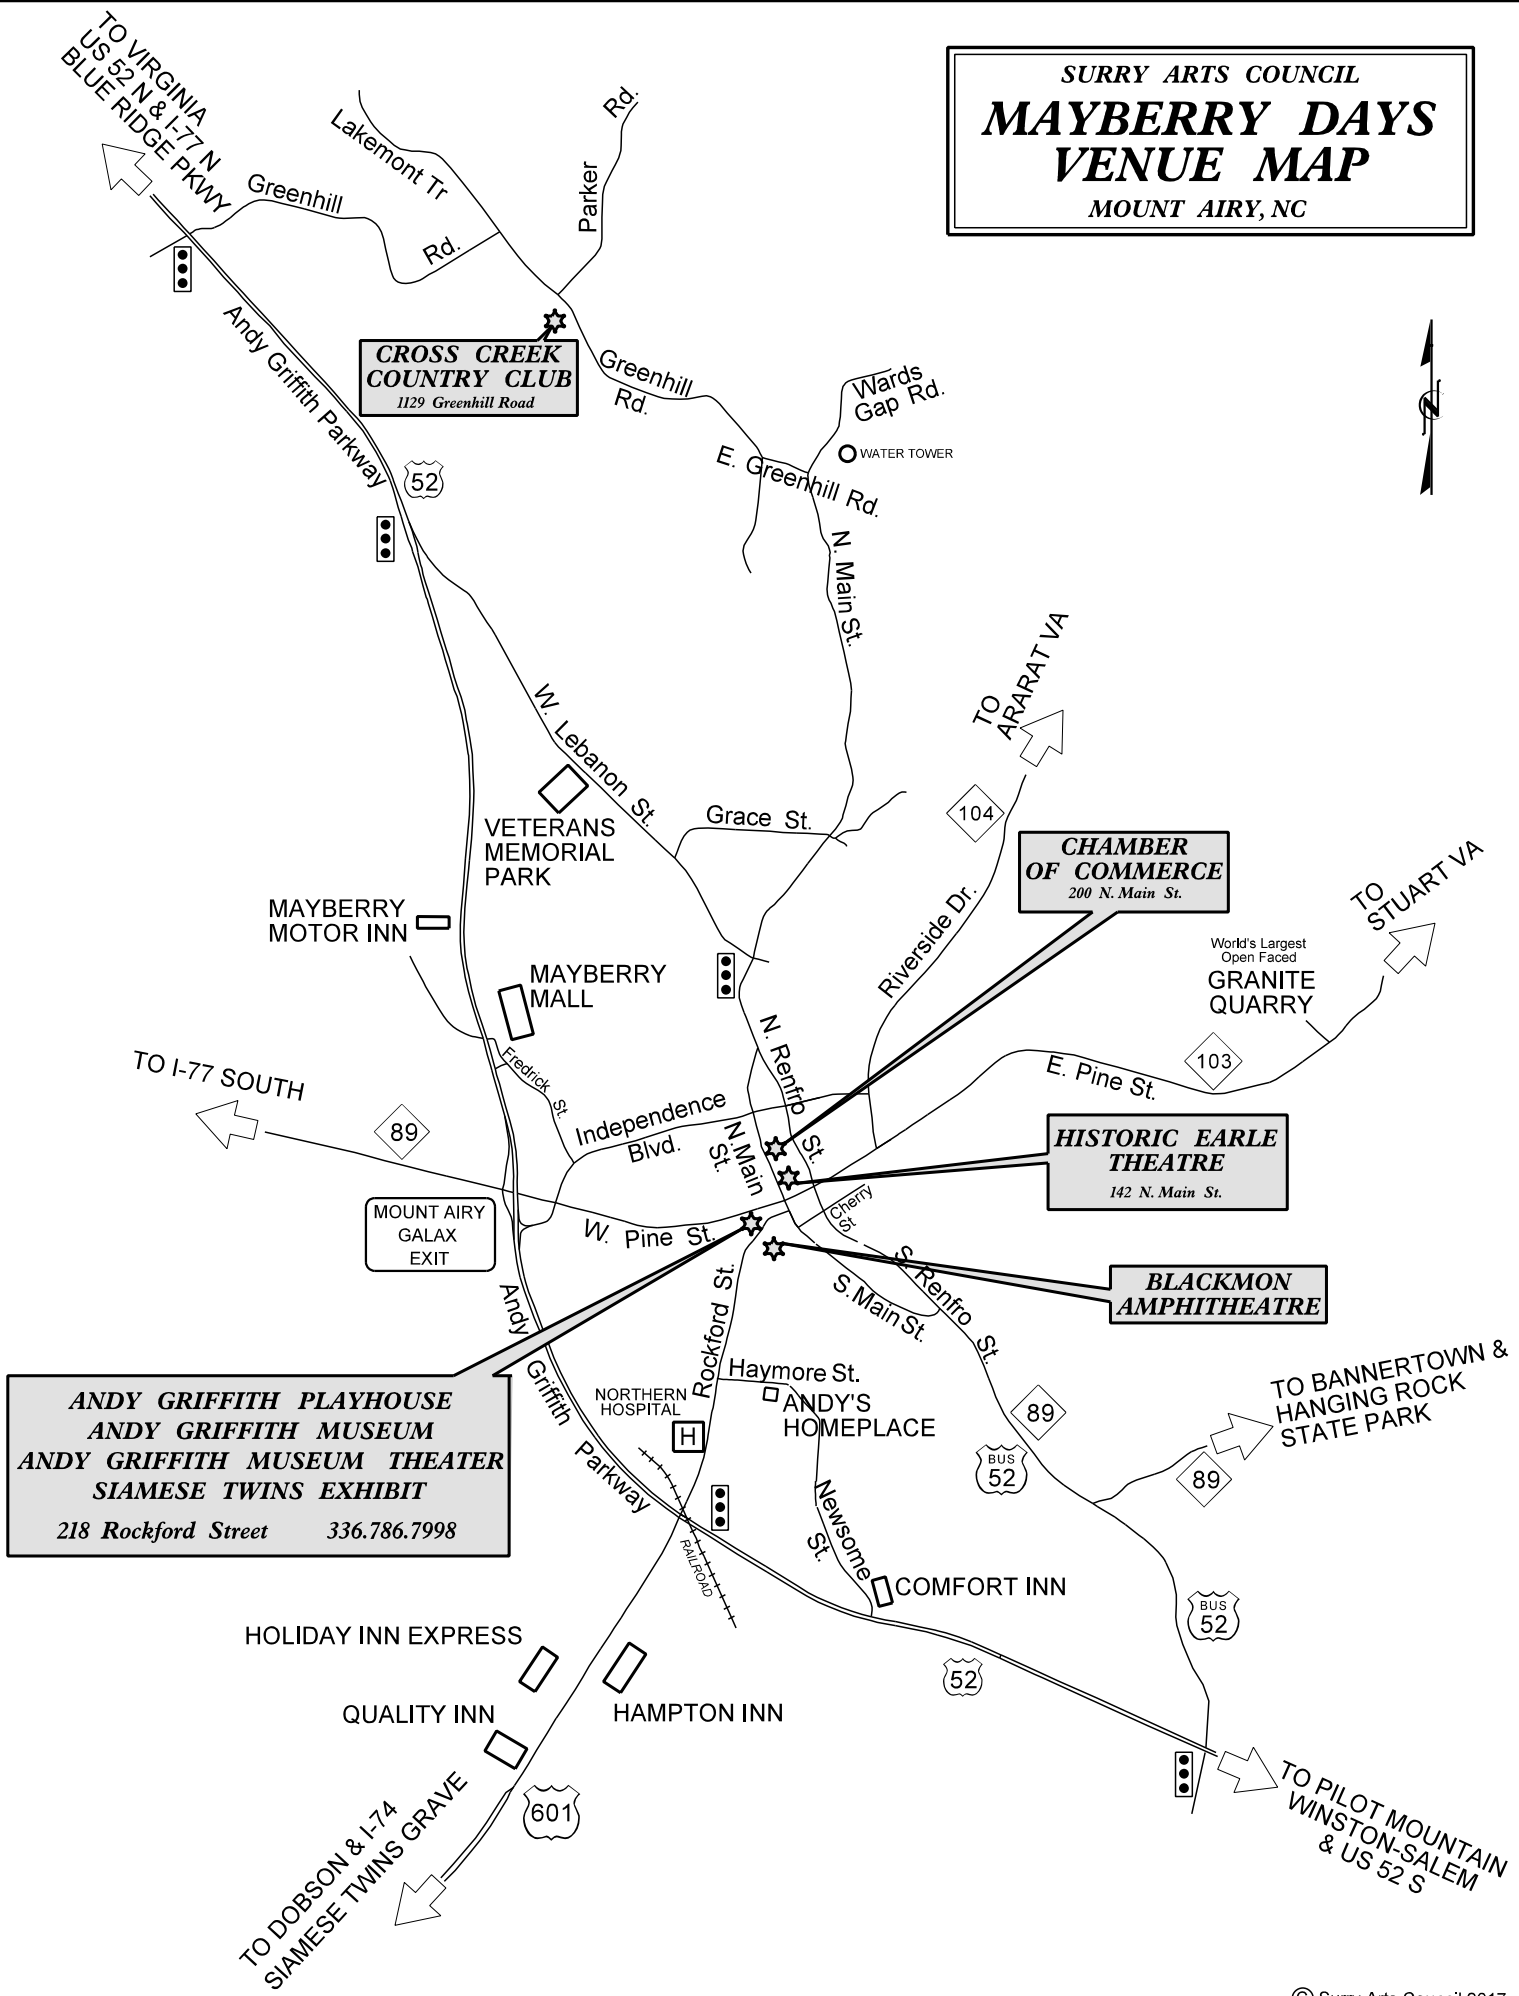 SURRY ARTS COUNCIL
MAYBERRY DAYS
VENUE MAP
MOUNT AIRY, NC
TO VIRGINIA
US 52 N & I-77 N
BLUE RIDGE PKWY
Lakemont Tr
Parker Rd.
Greenhill Rd.
N
Andy Griffith Parkway
CROSS CREEK
COUNTRY CLUB
1129 Greenhill Road
Greenhill
Rd.
Wards
Gap Rd.
WATER TOWER
E. Greenhill Rd.
52
N. Main St.
TO
ARARAT VA
W. Lebanon St.
104
Grace St.
VETERANS
MEMORIAL
PARK
CHAMBER
OF COMMERCE
200 N. Main St.
TO
STUART VA
MAYBERRY
MOTOR INN
Riverside Dr.
World's Largest
Open Faced
GRANITE
QUARRY
MAYBERRY
MALL
N. Renfro St.
TO I-77 SOUTH
Fredrick St.
103
E. Pine St.
89
Independence
Blvd.
N. Main
St.
HISTORIC EARLE
THEATRE
142 N. Main St.
MOUNT AIRY
GALAX
EXIT
W. Pine St.
Cherry
St
S. Renfro St.
S. Main St.
BLACKMON
AMPHITHEATRE
Andy Griffith Parkway
Rockford St.
Haymore St.
ANDY'S
HOMEPLACE
NORTHERN
HOSPITAL
H
ANDY GRIFFITH PLAYHOUSE
ANDY GRIFFITH MUSEUM
ANDY GRIFFITH MUSEUM THEATER
SIAMESE TWINS EXHIBIT
218 Rockford Street 336.786.7998
TO BANNERTOWN &
HANGING ROCK
STATE PARK
89
BUS
52
89
RAILROAD
Newsome
St.
COMFORT INN
BUS
52
HOLIDAY INN EXPRESS
52
QUALITY INN
HAMPTON INN
601
TO DOBSON & I-74
SIAMESE TWINS GRAVE
TO PILOT MOUNTAIN
WINSTON-SALEM
& US 52 S
© Surry Arts Council 2017